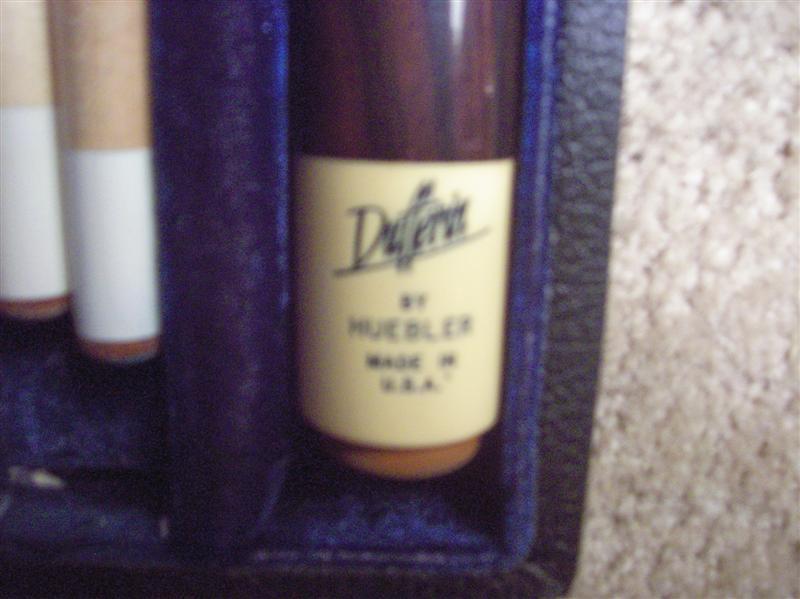 Dufferin
BY
HUEBLER
MADE IN
U.S.A.